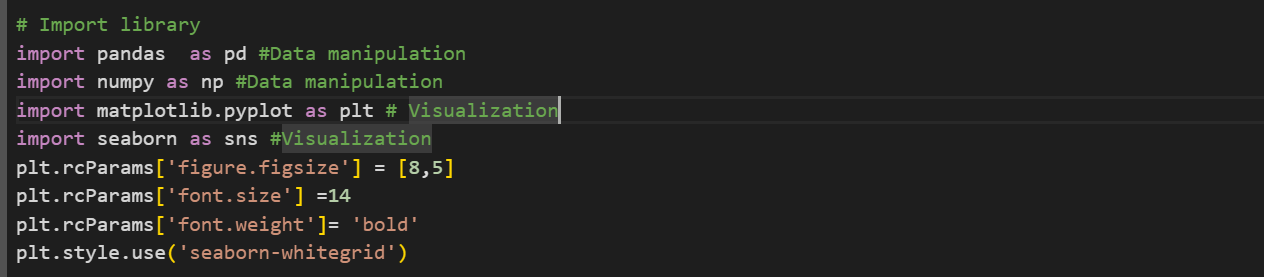 # Import library
import pandas  as pd #Data manipulation
import numpy as np #Data manipulation
import matplotlib.pyplot as plt # Visualization
import seaborn as sns #Visualization
plt.rcParams['figure.figsize'] = [8,5]
plt.rcParams['font.size'] =14
plt.rcParams['font.weight']= 'bold'
plt.style.use('seaborn-whitegrid')